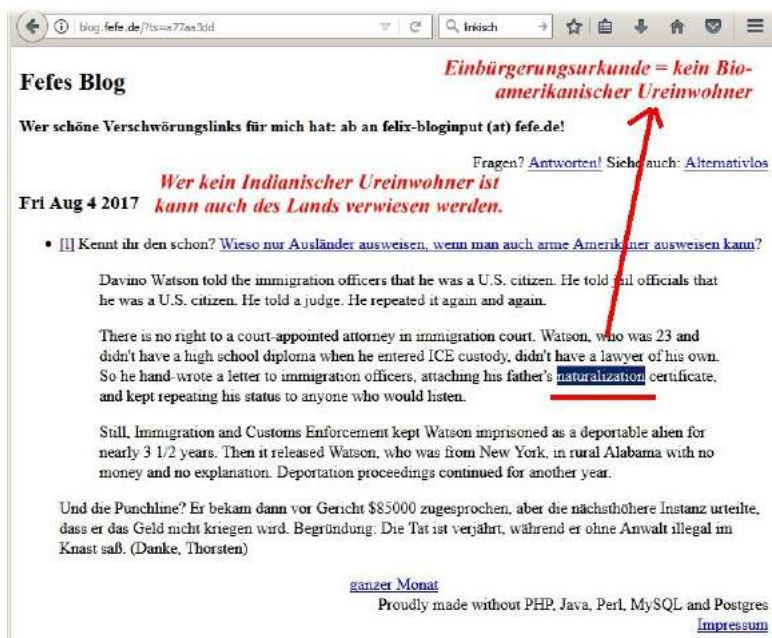 blog.fefe.de/?ts=a77aa3dd
linkisch
Einbürgerungsurkunde = kein Bio-
amerikanischer Ureinwohner
Fefes Blog
Wer schöne Verschwörungslinks für mich hat: ab an felix-bloginput (at) fefe.de!
Fragen? Antworten! Siehe auch: Alternativlos
Wer kein Indianischer Ureinwohner ist
kann auch des Lands verwiesen werden.
Fri Aug 4 2017
[l] Kennt ihr den schon? Wieso nur Ausländer ausweisen, wenn man auch arme Amerikaner ausweisen kann?
Davino Watson told the immigration officers that he was a U.S. citizen. He told jail officials that
he was a U.S. citizen. He told a judge. He repeated it again and again.
There is no right to a court-appointed attorney in immigration court. Watson, who was 23 and
didn't have a high school diploma when he entered ICE custody, didn't have a lawyer of his own.
So he hand-wrote a letter to immigration officers, attaching his father's naturalization certificate,
and kept repeating his status to anyone who would listen.
Still, Immigration and Customs Enforcement kept Watson imprisoned as a deportable alien for
nearly 3 1/2 years. Then it released Watson, who was from New York, in rural Alabama with no
money and no explanation. Deportation proceedings continued for another year.
Und die Punchline? Er bekam dann vor Gericht $85000 zugesprochen, aber die nächsthöhere Instanz urteilte,
dass er das Geld nicht kriegen wird. Begründung: Die Tat ist verjährt, während er ohne Anwalt illegal im
Knast saß. (Danke, Thorsten)
ganzer Monat
Proudly made without PHP, Java, Perl, MySQL and Postgres
Impressum